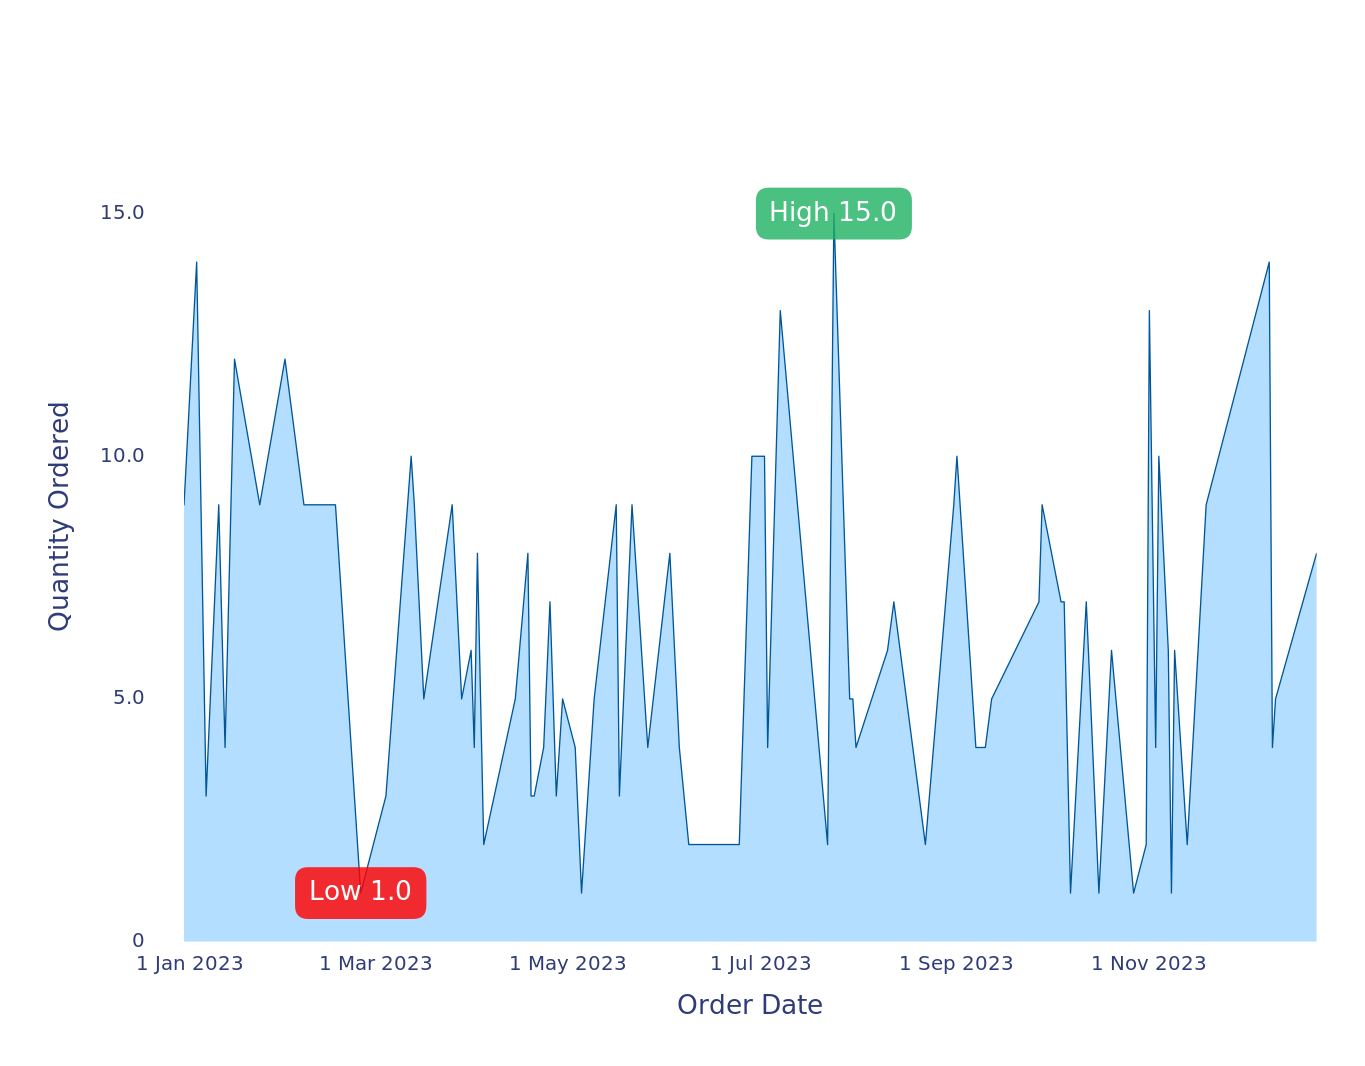 High 15.0
15.0
10.0
5.0
0
Quantity Ordered
Low 1.0
1 Jan 2023
1 Mar 2023
1 May 2023
1 Jul 2023
1 Sep 2023
1 Nov 2023
Order Date